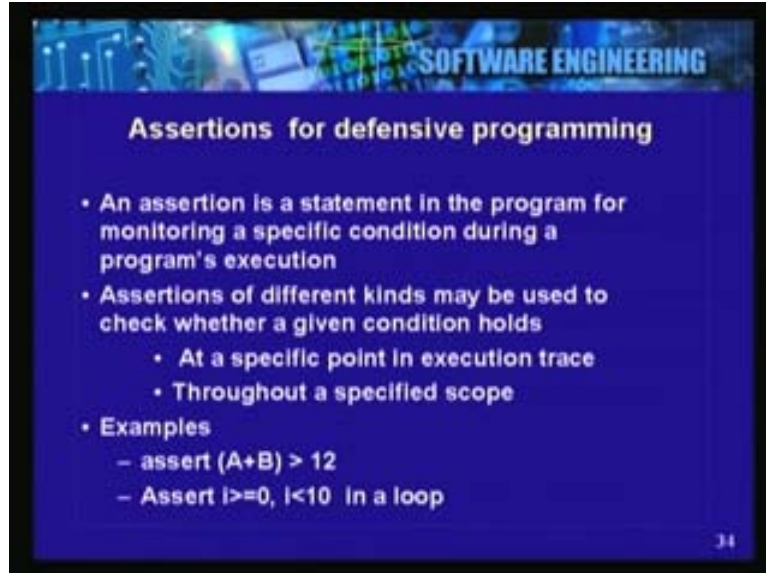 SOFTWARE ENGINEERING
Assertions for defensive programming
• An assertion is a statement in the program for
monitoring a specific condition during a
program's execution
• Assertions of different kinds may be used to
check whether a given condition holds
• At a specific point in execution trace
• Throughout a specified scope
• Examples
– assert (A+B) > 12
– Assert i>=0, i<10 in a loop
34